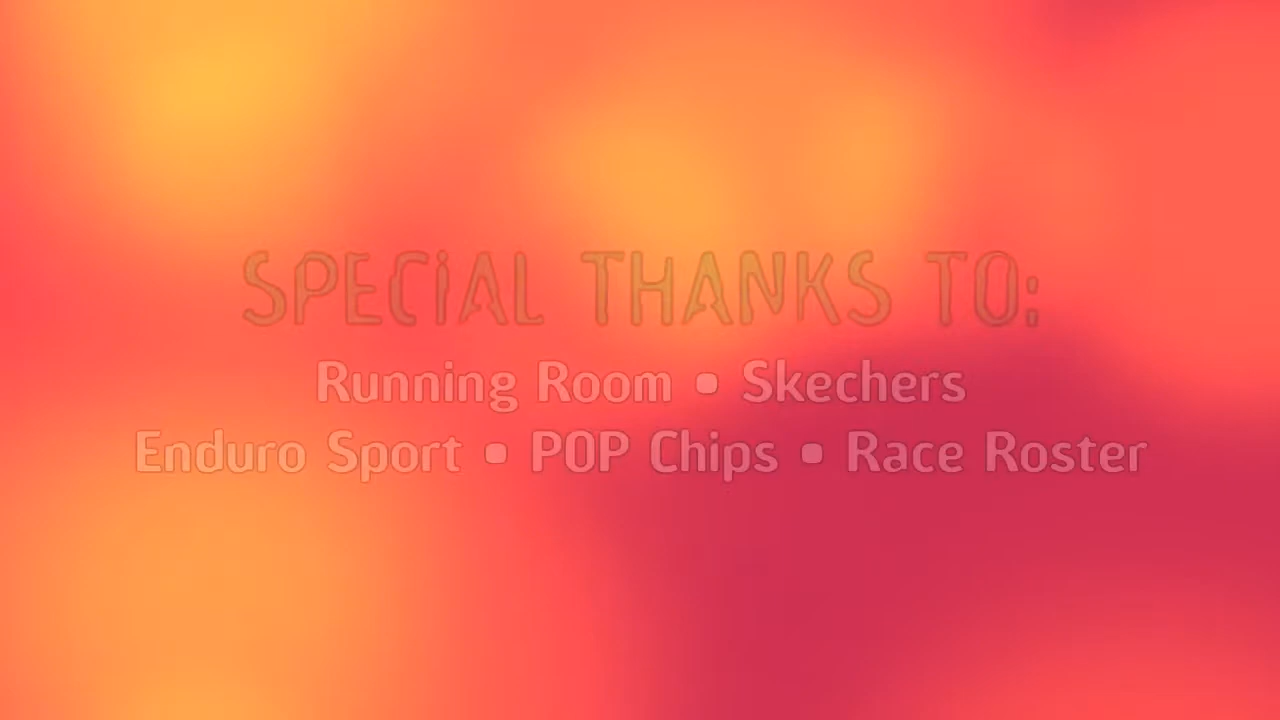 SPECiAL THANKS TO:
Running Room • Skechers
Enduro Sport • POP Chips • Race Roster